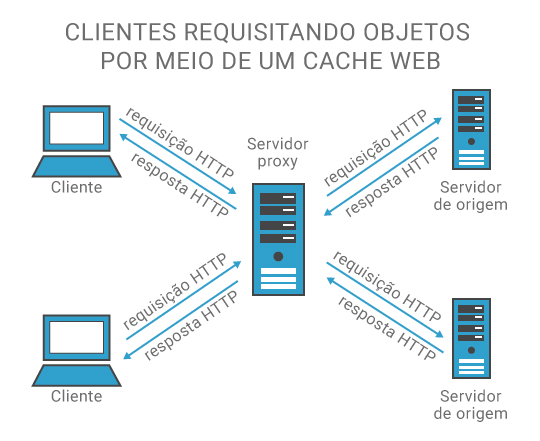 CLIENTES REQUISITANDO OBJETOS
POR MEIO DE UM CACHE WEB
requisição HTTP
resposta HTTP
Cliente
Servidor
proxy
requisição HTTP
resposta HTTP
Servidor
de origem
requisição HTTP
resposta HTTP
Cliente
requisição HTTP
resposta HTTP
Servidor
de origem